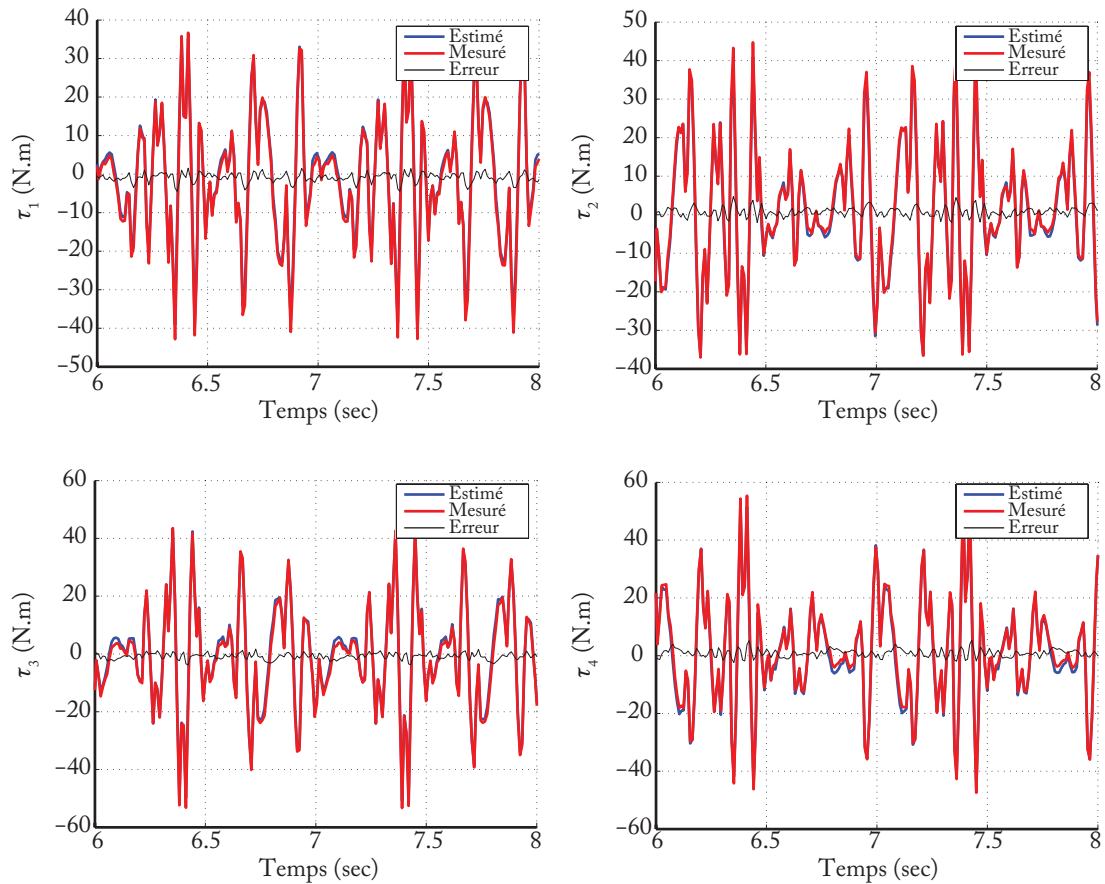 40
30
20
10
0
−10
−20
−30
−40
−50
τ1 (N.m)
Estimé
Mesuré
Erreur
6
6.5
7
7.5
8
Temps (sec)
50
40
30
20
10
0
−10
−20
−30
−40
τ2 (N.m)
Estimé
Mesuré
Erreur
6
6.5
7
7.5
8
Temps (sec)
60
40
20
0
−20
−40
−60
τ3 (N.m)
Estimé
Mesuré
Erreur
6
6.5
7
7.5
8
Temps (sec)
60
40
20
0
−20
−40
−60
τ4 (N.m)
Estimé
Mesuré
Erreur
6
6.5
7
7.5
8
Temps (sec)